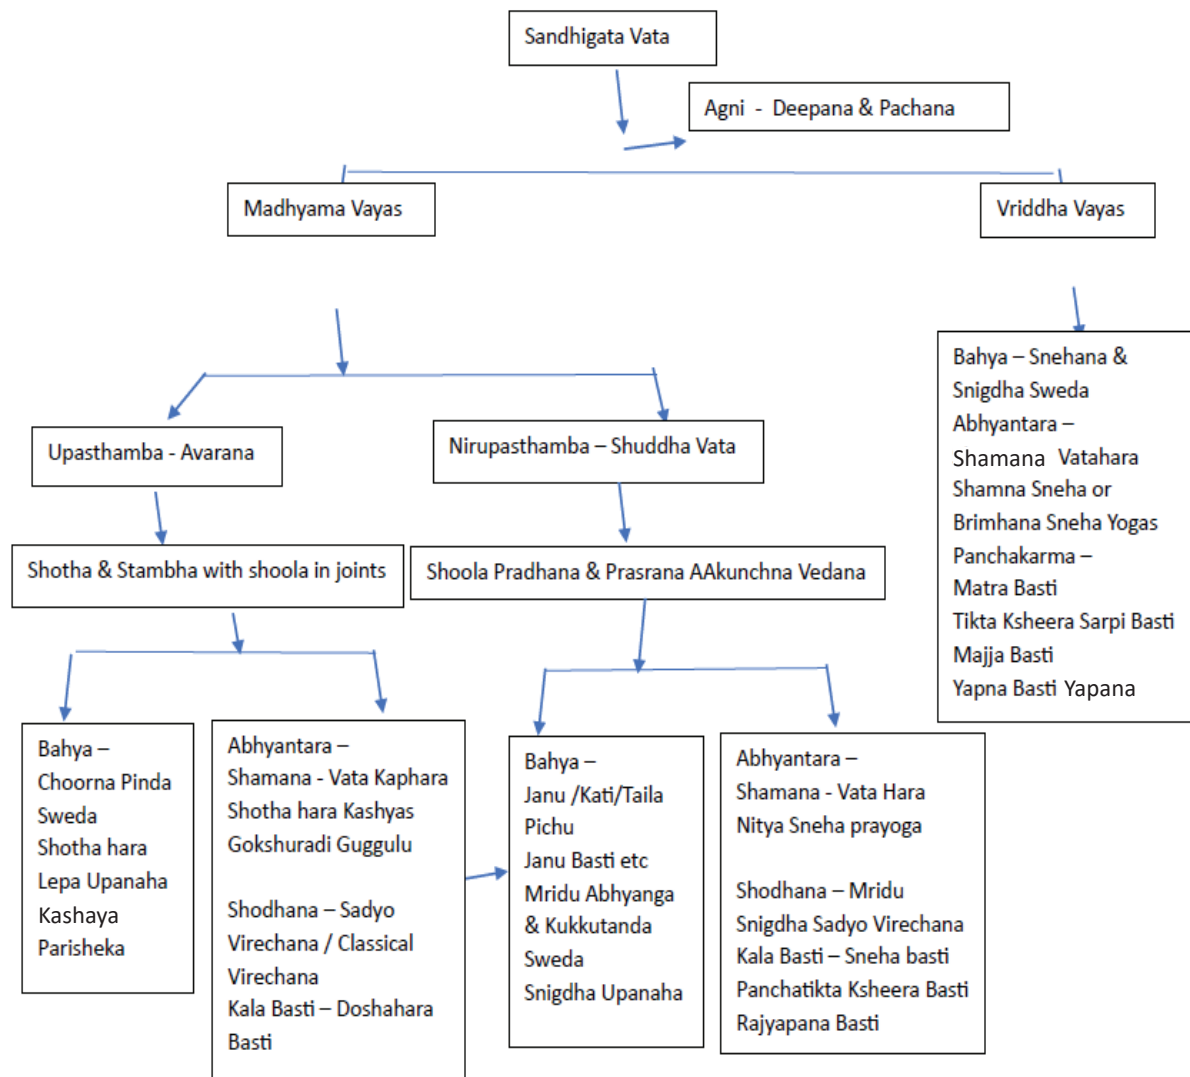 Sandhigata Vata
Agni - Deepana & Pachana
Madhyama Vayas
Vriddha Vayas
Upasthamba - Avarana
Nirupasthamba – Shuddha Vata
Shotha & Stambha with shoola in joints
Shoola Pradhana & Prasrana AAkunchna Vedana
Bahya –
Choorna Pinda
Sweda
Shotha hara
Lepa Upanaha
Kashaya
Parisheka
Abhyantara –
Shamana - Vata Kaphara
Shotha hara Kashyas
Gokshuradi Guggulu
Shodhana – Sadyo
Virechana / Classical
Virechana
Kala Basti – Doshahara
Basti
Bahya –
Janu /Kati/Taila
Pichu
Janu Basti etc
Mridu Abhyanga
& Kukkutanda
Sweda
Snigdha Upanaha
Abhyantara –
Shamana - Vata Hara
Nitya Sneha prayoga
Shodhana – Mridu
Snigdha Sadyo Virechana
Kala Basti – Sneha basti
Panchatikta Ksheera Basti
Rajyapana Basti
Bahya – Snehana &
Snigdha Sweda
Abhyantara –
Shamana Vatahara
Shamna Sneha or
Brimhana Sneha Yogas
Panchakarma –
Matra Basti
Tikta Ksheera Sarpi Basti
Majja Basti
Yapna Basti Yapana